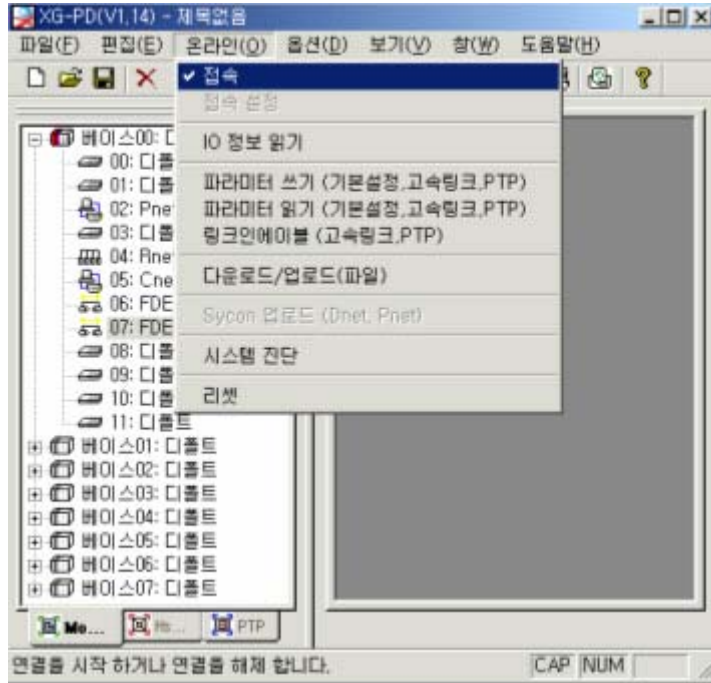 XG-PD(V1,14) - 제목없음
파일(F) 편집(E) 온라인(O) 옵션(D) 보기(V) 창(W) 도움말(H)
접속
접속 설정
IO 정보 읽기
파라미터 쓰기 (기본설정,고속링크,PTP)
파라미터 읽기 (기본설정,고속링크,PTP)
링크인에이블 (고속링크,PTP)
다운로드/업로드(파일)
Sycon 업로드 (Dnet, Pnet)
시스템 진단
리셋
베이스00: 디
00: 디폴
01: 디폴
02: Pne
03: 디폴
04: Rne
05: Cne
06: FDE
07: FDE
08: 디폴
09: 디폴
10: 디폴
11: 디폴트
베이스01: 디폴트
베이스02: 디폴트
베이스03: 디폴트
베이스04: 디폴트
베이스05: 디폴트
베이스06: 디폴트
베이스07: 디폴트
Mo... Hs... PTP
연결을 시작 하거나 연결을 해제 합니다. CAP NUM